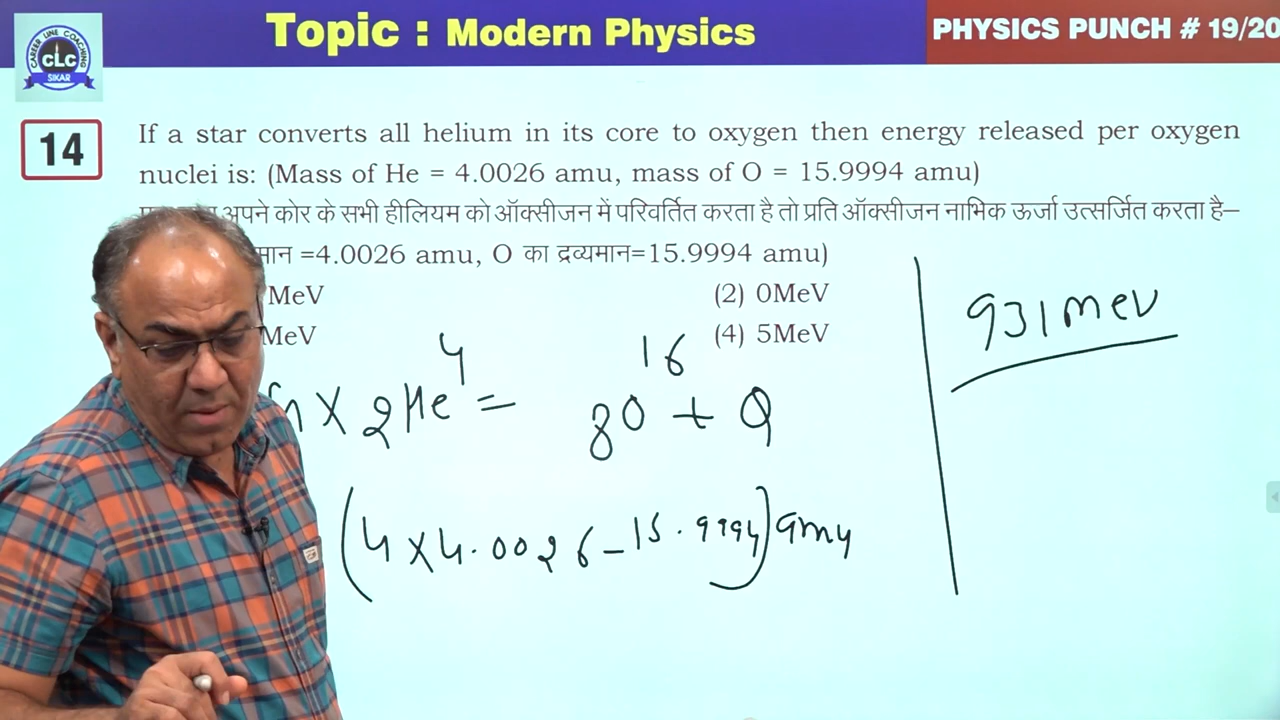 Topic : Modern Physics
PHYSICS PUNCH # 19/20
CAREER LINE COACHING
CLC
SIKAR
14
If a star converts all helium in its core to oxygen then energy released per oxygen
nuclei is: (Mass of He = 4.0026 amu, mass of O = 15.9994 amu)
अपने कोर के सभी हीलियम को ऑक्सीजन में परिवर्तित करता है तो प्रति ऑक्सीजन नाभिक ऊर्जा उत्सर्जित करता है–
=4.0026 amu, O का द्रव्यमान=15.9994 amu)
MeV
(2) 0MeV
MeV
(4) 5MeV
931 MeV
× 2He⁴ = 8O¹⁶ + Q
(4×4.0026–15.9994)amu